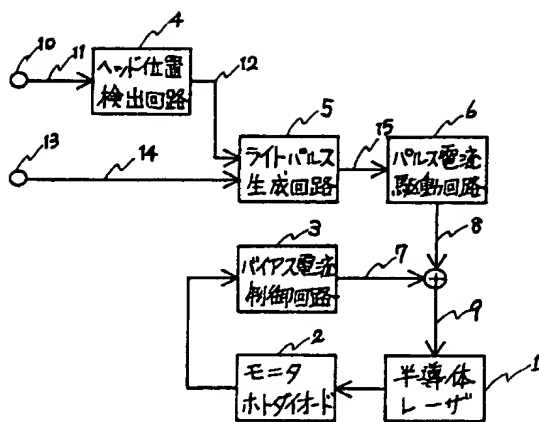 10
11
4
ヘッド位置
検出回路
12
13
14
5
ライトパルス
生成回路
15
6
パルス電流
駆動回路
3
バイアス電流
制御回路
7
8
+
9
2
モニタ
ホトダイオード
半導体
レーザ
1